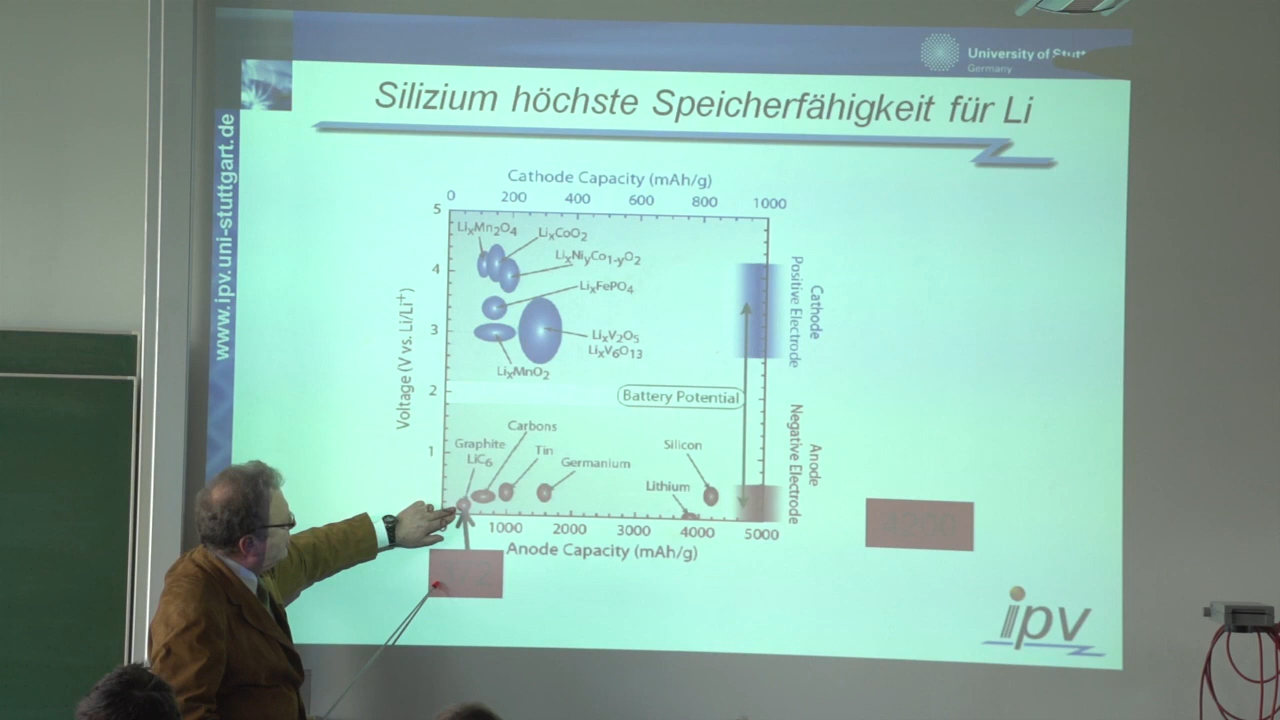 University of
Germany
www.ipv.uni-stuttgart.de
Silizium höchste Speicherfähigkeit für Li
Cathode Capacity (mAh/g)
0 200 400 600 800 1000
5
4
3
2
1
Voltage (V vs. Li/Li⁺)
LiₓMn₂O₄
LiₓCoO₂
LiₓNiᵧCo₁₋ᵧO₂
LiₓFePO₄
LiₓV₂O₅
LiₓV₆O₁₃
LiₓMnO₂
Cathode
Positive Electrode
Battery Potential
Carbons
Graphite
LiC₆
Tin
Germanium
Silicon
Lithium
Anode
Negative Electrode
1000 2000 3000 4000 5000
Anode Capacity (mAh/g)
4200
ipv